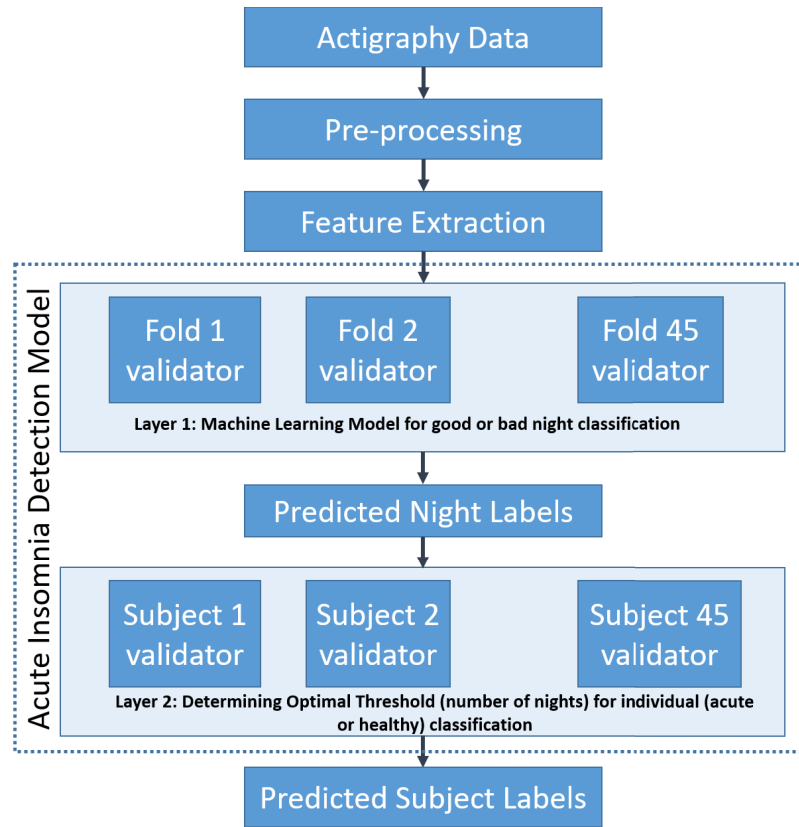 Actigraphy Data
Pre-processing
Feature Extraction
Acute Insomnia Detection Model
Fold 1
validator
Fold 2
validator
Fold 45
validator
Layer 1: Machine Learning Model for good or bad night classification
Predicted Night Labels
Subject 1
validator
Subject 2
validator
Subject 45
validator
Layer 2: Determining Optimal Threshold (number of nights) for individual (acute
or healthy) classification
Predicted Subject Labels